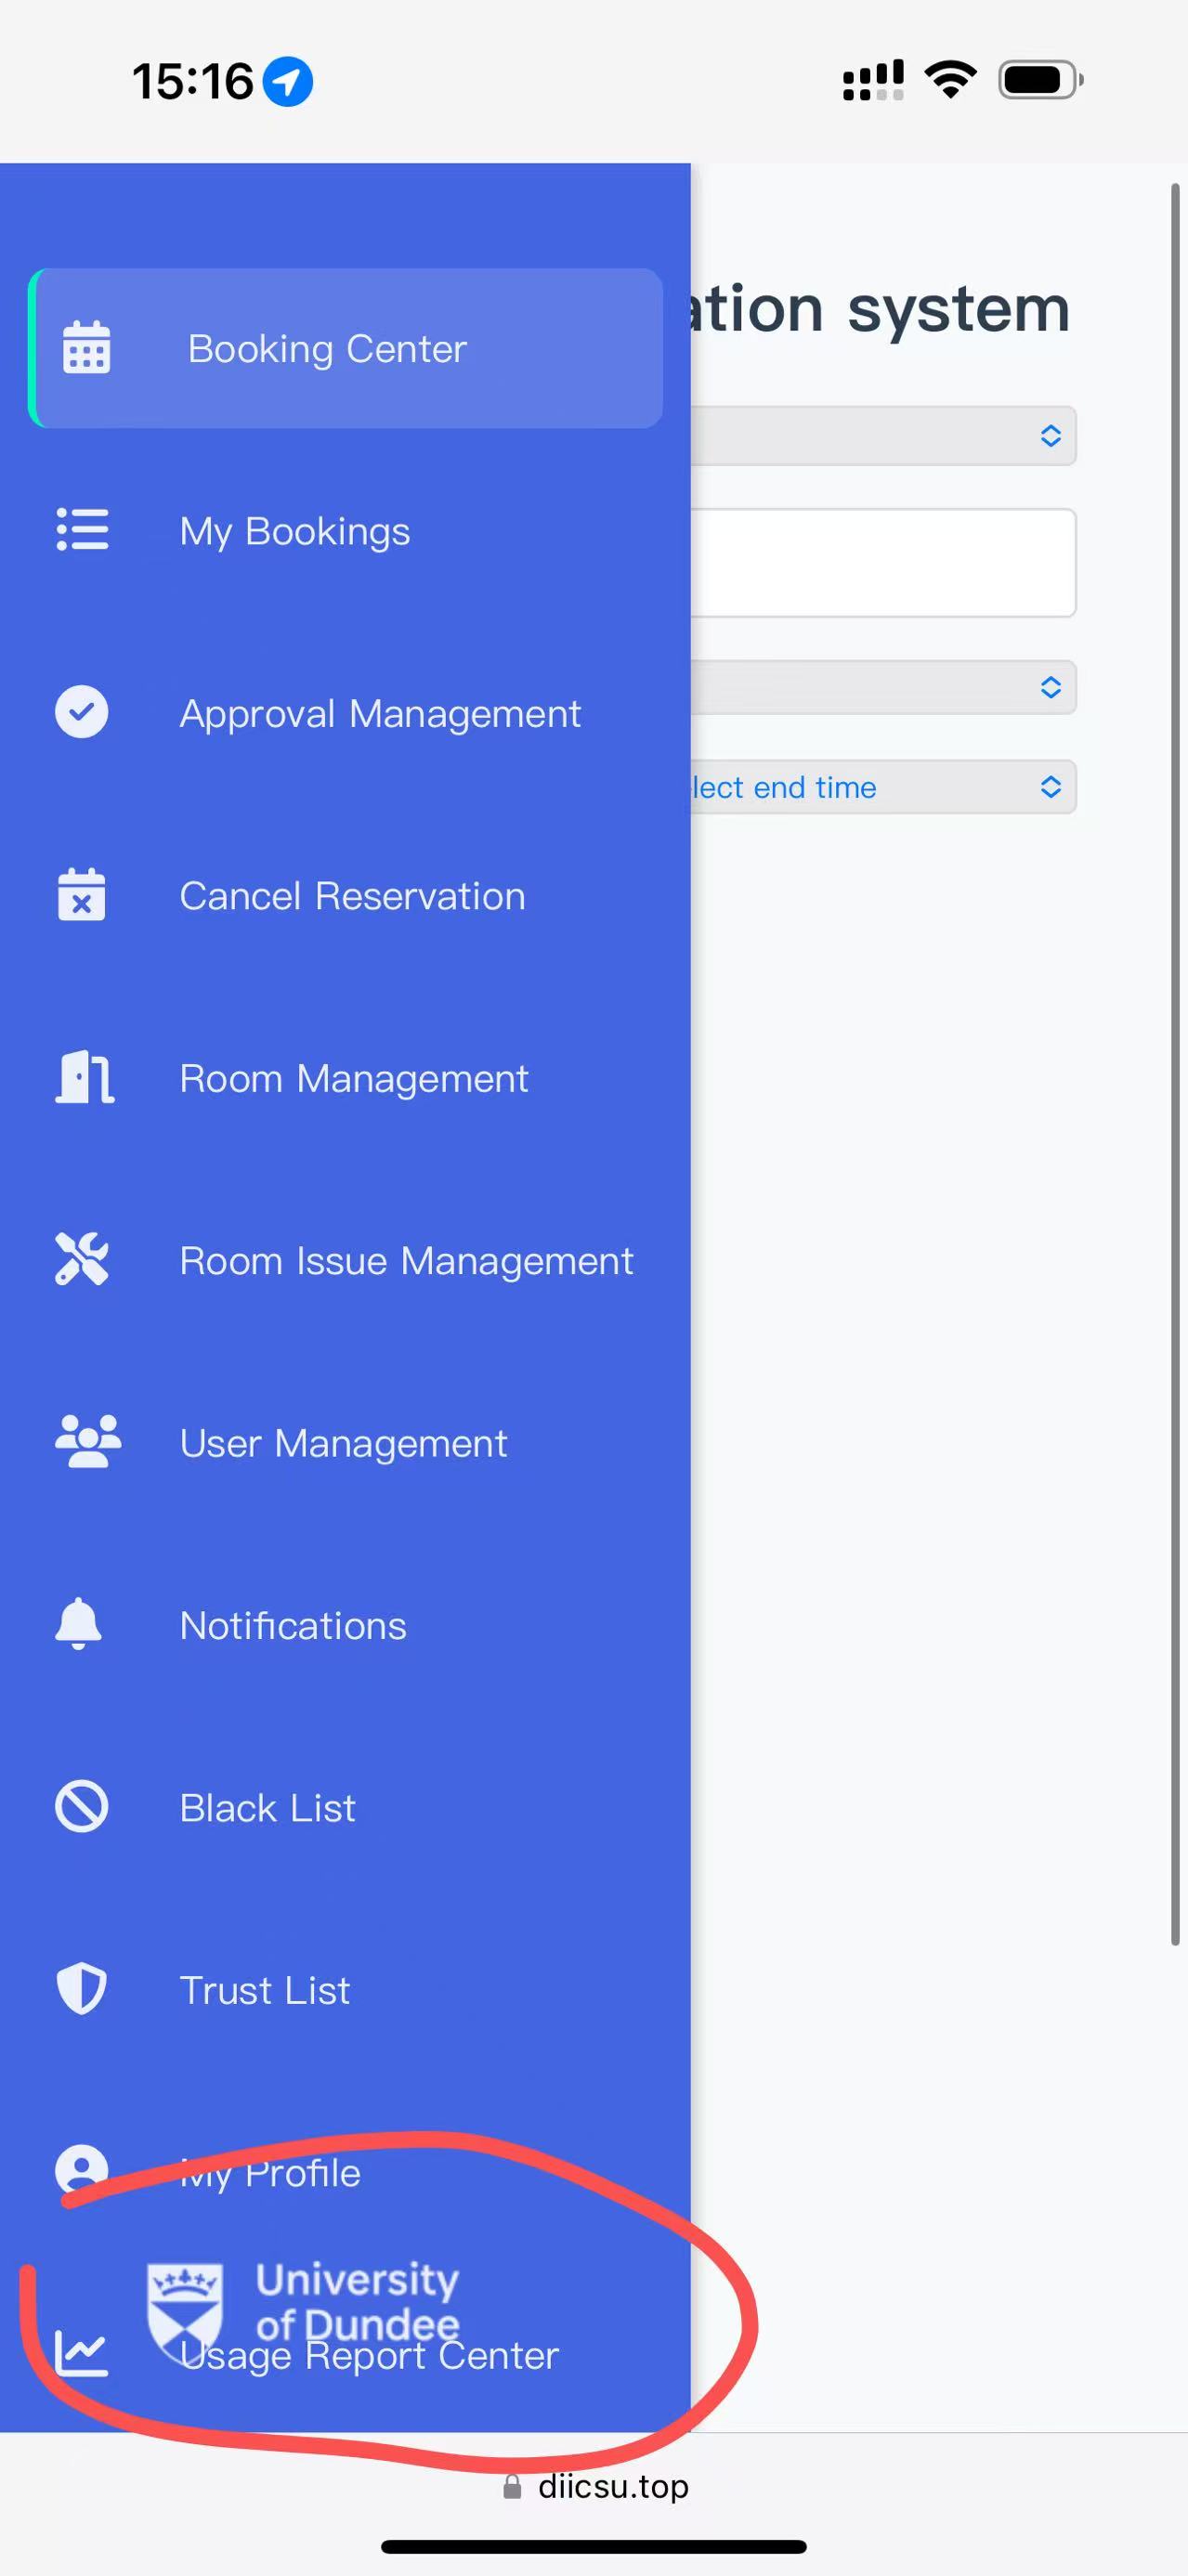 15:16
ation system
Booking Center
My Bookings
Approval Management
lect end time
Cancel Reservation
Room Management
Room Issue Management
User Management
Notifications
Black List
Trust List
My Profile
University
of Dundee
Usage Report Center
diicsu.top